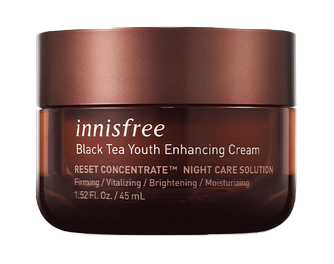 innisfree
Black Tea Youth Enhancing Cream
RESET CONCENTRATE™ NIGHT CARE SOLUTION
Firming / Vitalizing / Brightening / Moisturizing
1.52 FL. Oz. / 45 mL